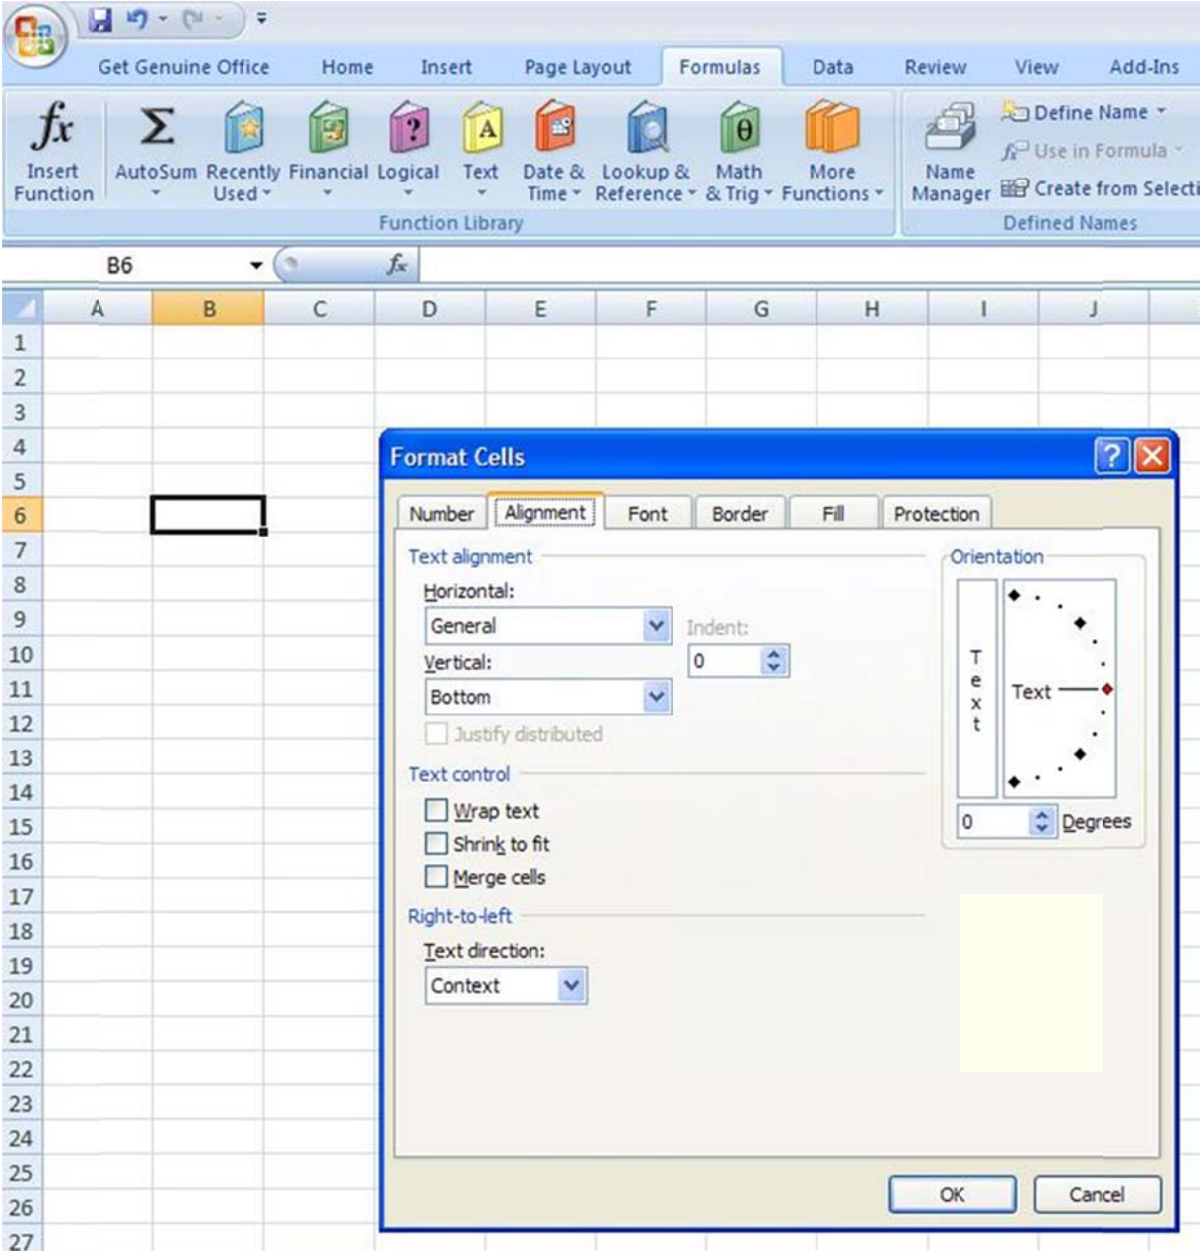 Get Genuine Office Home Insert Page Layout Formulas Data Review View Add-Ins
fx Σ ? A θ Define Name
fx Use in Formula
Insert AutoSum Recently Financial Logical Text Date & Lookup & Math More Name
Function Used Time Reference & Trig Functions Manager Create from Selecti
Function Library Defined Names
B6 fx
A B C D E F G H I J
1
2
3
4
5
6
7
8
9
10
11
12
13
14
15
16
17
18
19
20
21
22
23
24
25
26
27
Format Cells ?
Number Alignment Font Border Fill Protection
Text alignment
Horizontal:
General
Indent:
0
Vertical:
Bottom
Justify distributed
Text control
Wrap text
Shrink to fit
Merge cells
Right-to-left
Text direction:
Context
Orientation
T
e
x
t
Text
0 Degrees
OK Cancel